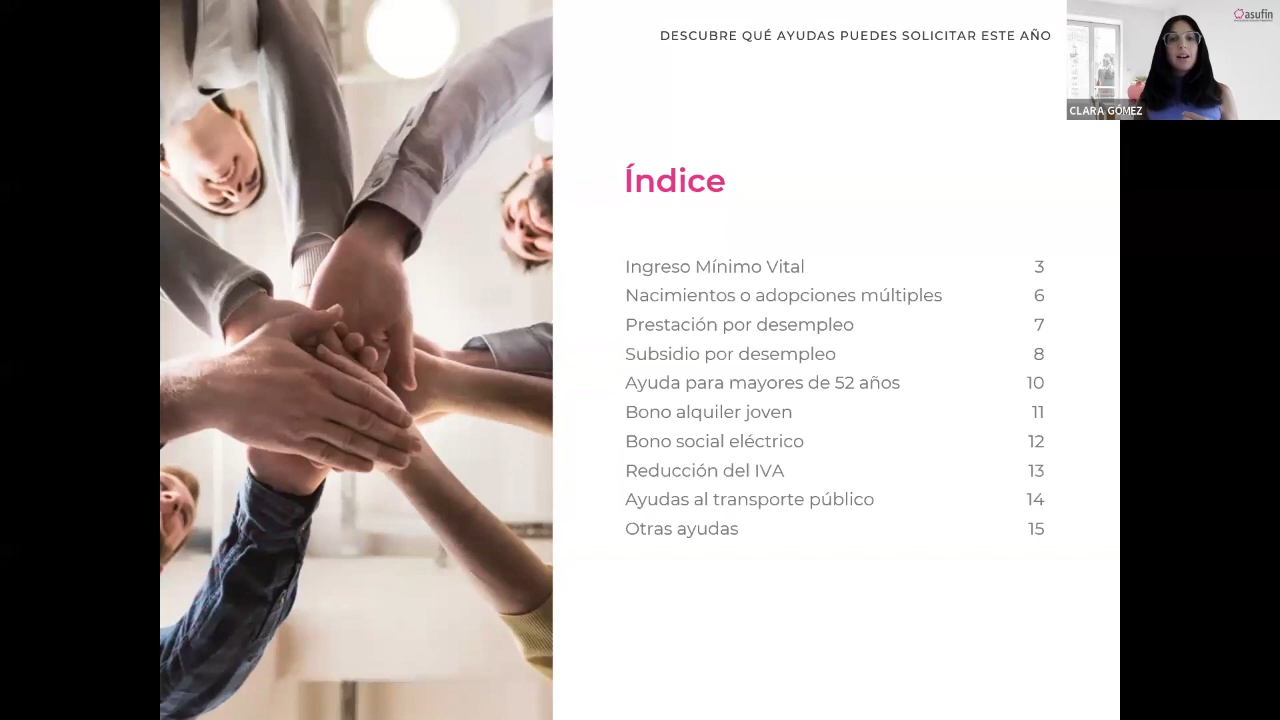 DESCUBRE QUÉ AYUDAS PUEDES SOLICITAR ESTE AÑO
asufin
CLARA GÓMEZ
Índice
Ingreso Mínimo Vital 3
Nacimientos o adopciones múltiples 6
Prestación por desempleo 7
Subsidio por desempleo 8
Ayuda para mayores de 52 años 10
Bono alquiler joven 11
Bono social eléctrico 12
Reducción del IVA 13
Ayudas al transporte público 14
Otras ayudas 15